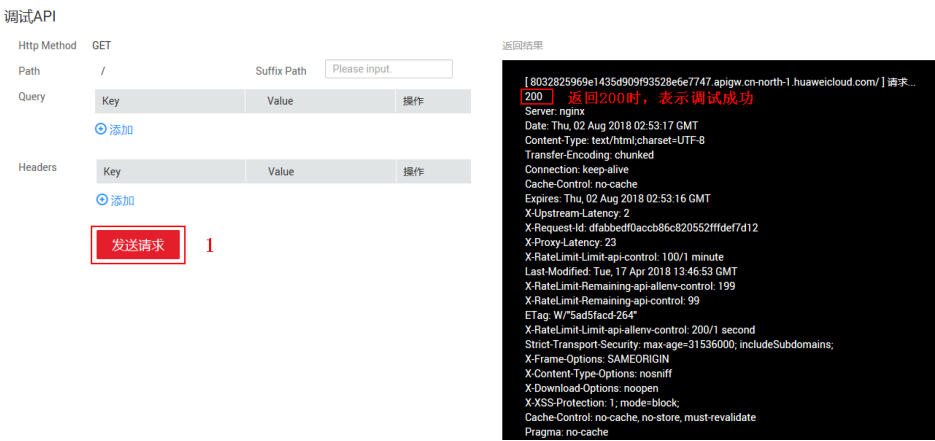 调试API
Http Method GET
Path / Suffix Path Please input.
Query Key Value 操作
添加
Headers Key Value 操作
添加
发送请求 1
返回结果
[ 8032825969e1435d909f93528e6e7747.apigw.cn-north-1.huaweicloud.com/ ] 请求...
200 返回200时，表示调试成功
Server: nginx
Date: Thu, 02 Aug 2018 02:53:17 GMT
Content-Type: text/html;charset=UTF-8
Transfer-Encoding: chunked
Connection: keep-alive
Cache-Control: no-cache
Expires: Thu, 02 Aug 2018 02:53:16 GMT
X-Upstream-Latency: 2
X-Request-Id: dfabbedf0accb86c820552fffdef7d12
X-Proxy-Latency: 23
X-RateLimit-Limit-api-control: 100/1 minute
Last-Modified: Tue, 17 Apr 2018 13:46:53 GMT
X-RateLimit-Remaining-api-allenv-control: 199
X-RateLimit-Remaining-api-control: 99
ETag: W/"5ad5facd-264"
X-RateLimit-Limit-api-allenv-control: 200/1 second
Strict-Transport-Security: max-age=31536000; includeSubdomains;
X-Frame-Options: SAMEORIGIN
X-Content-Type-Options: nosniff
X-Download-Options: noopen
X-XSS-Protection: 1; mode=block;
Cache-Control: no-cache, no-store, must-revalidate
Pragma: no-cache